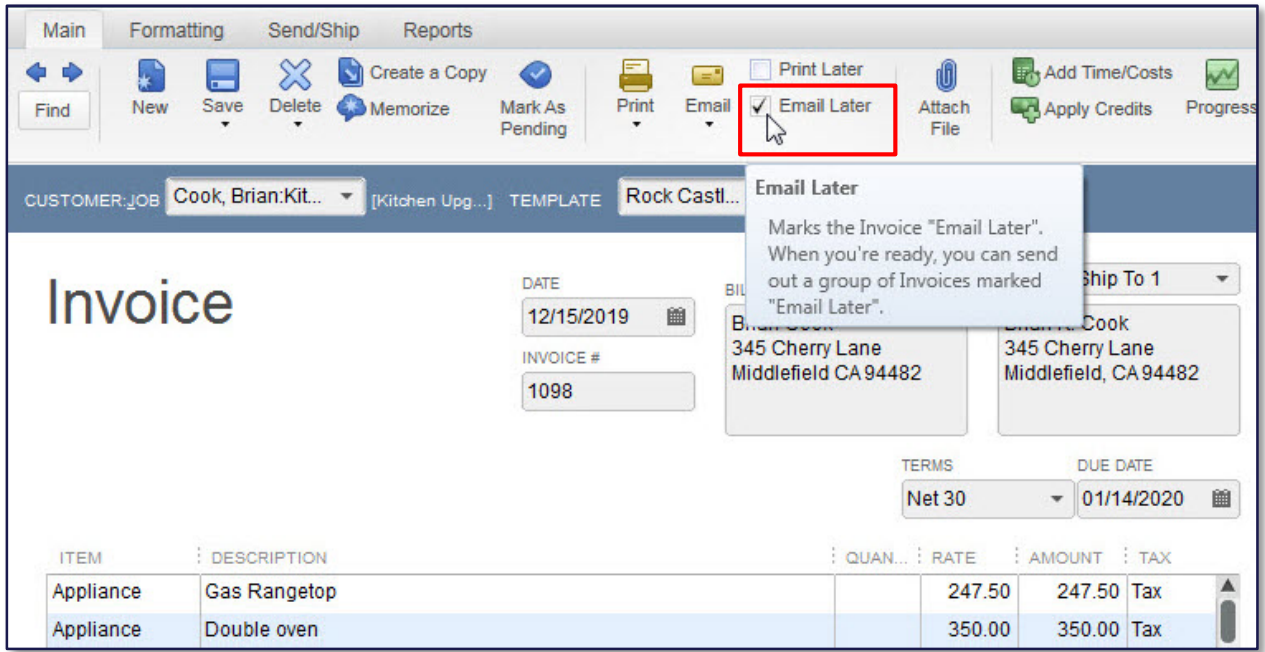 Main Formatting Send/Ship Reports
Find New Save Delete Create a Copy
Memorize Mark As
Pending Print Email Print Later
Email Later Attach
File Add Time/Costs
Apply Credits Progress
CUSTOMER:JOB Cook, Brian:Kit... [Kitchen Upg...] TEMPLATE Rock Castl...
Email Later
Marks the Invoice "Email Later".
When you're ready, you can send
out a group of Invoices marked
"Email Later".
Invoice
DATE
12/15/2019
INVOICE #
1098
Brian Cook
345 Cherry Lane
Middlefield CA 94482
Ship To 1
Brian R. Cook
345 Cherry Lane
Middlefield, CA 94482
TERMS DUE DATE
Net 30 01/14/2020
ITEM DESCRIPTION QUAN... RATE AMOUNT TAX
Appliance Gas Rangetop 247.50 247.50 Tax
Appliance Double oven 350.00 350.00 Tax